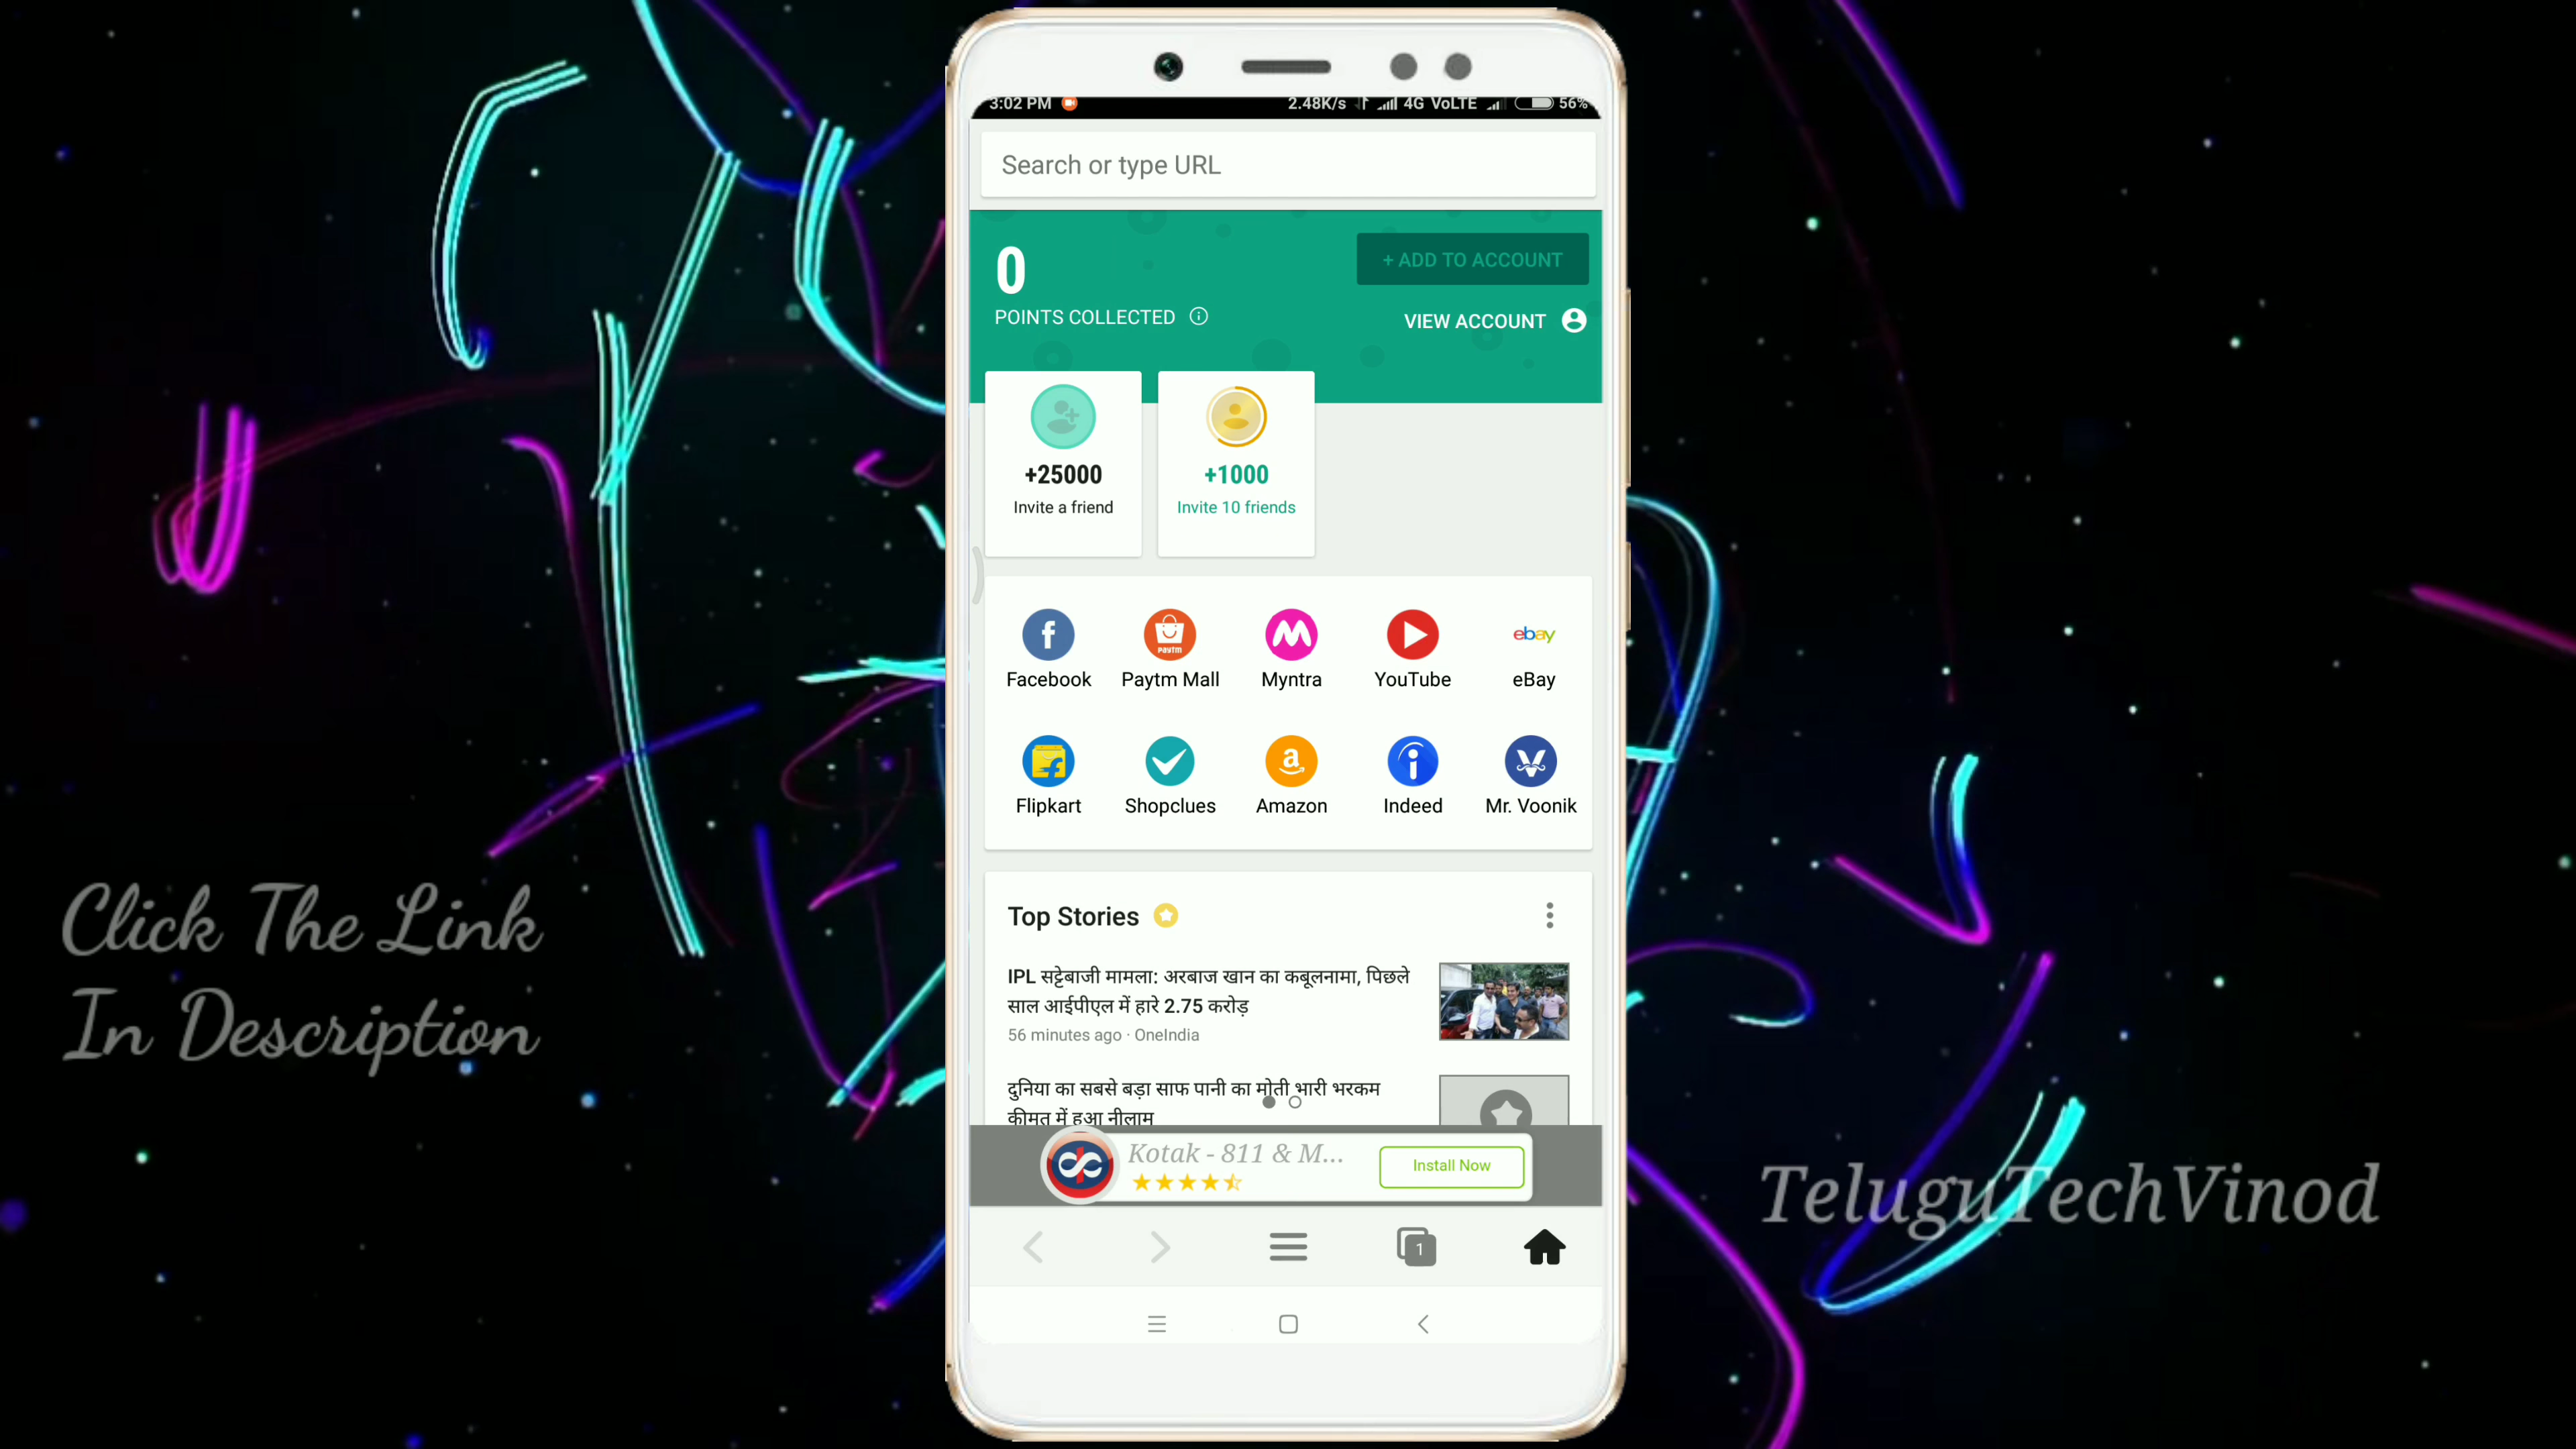 3:02 PM 2.48K/s 4G VoLTE 56%
Search or type URL
0
+ ADD TO ACCOUNT
POINTS COLLECTED
VIEW ACCOUNT
+25000 +1000
Invite a friend Invite 10 friends
Paytm ebay
Facebook Paytm Mall Myntra YouTube eBay
Flipkart Shopclues Amazon Indeed Mr. Voonik
Top Stories
IPL सट्टेबाजी मामला: अरबाज खान का कबूलनामा, पिछले
साल आईपीएल में हारे 2.75 करोड़
56 minutes ago · OneIndia
दुनिया का सबसे बड़ा साफ पानी का मोती भारी भरकम
कीमत में हुआ नीलाम
Kotak - 811 & M...
Install Now
1
Click The Link
In Description
TeluguTechVinod